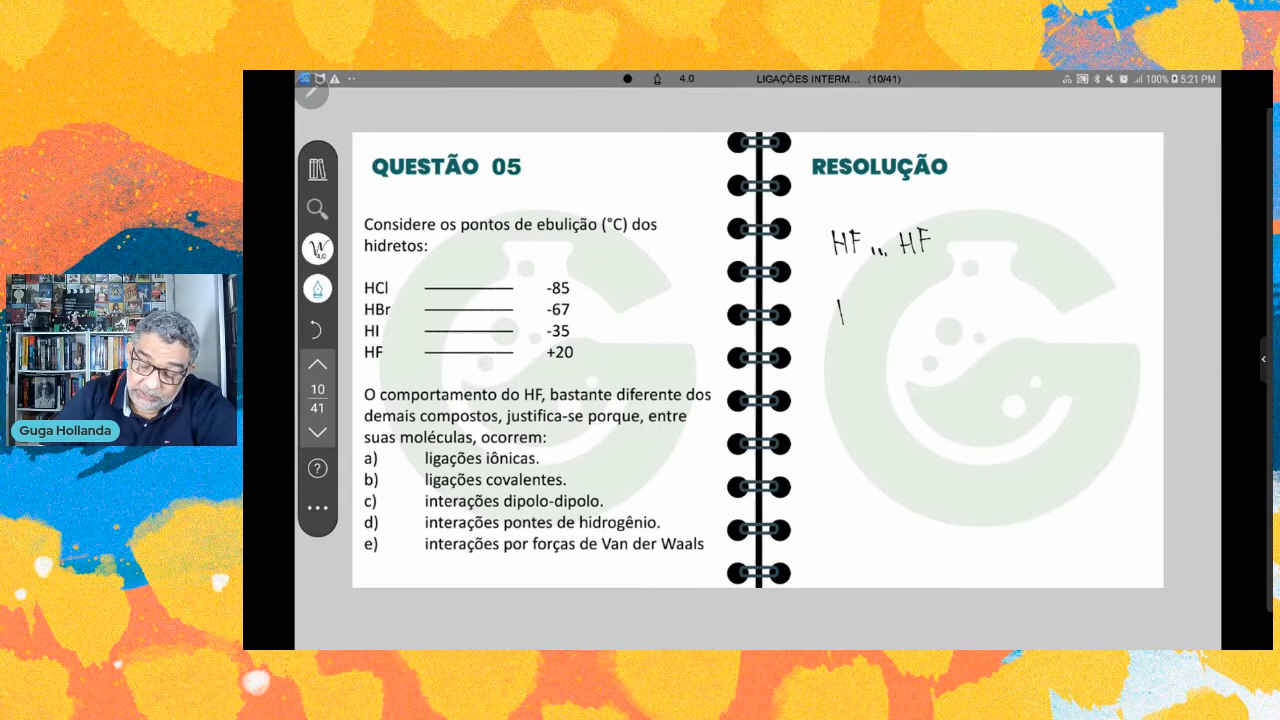 4.0
LIGAÇÕES INTERM... (10/41)
100% 5:21 PM
QUESTÃO 05
Considere os pontos de ebulição (°C) dos
hidretos:
HCl -85
HBr -67
HI -35
HF +20
O comportamento do HF, bastante diferente dos
demais compostos, justifica-se porque, entre
suas moléculas, ocorrem:
a) ligações iônicas.
b) ligações covalentes.
c) interações dipolo-dipolo.
d) interações pontes de hidrogênio.
e) interações por forças de Van der Waals
RESOLUÇÃO
HF ... HF
4.0
10
41
?
Guga Hollanda